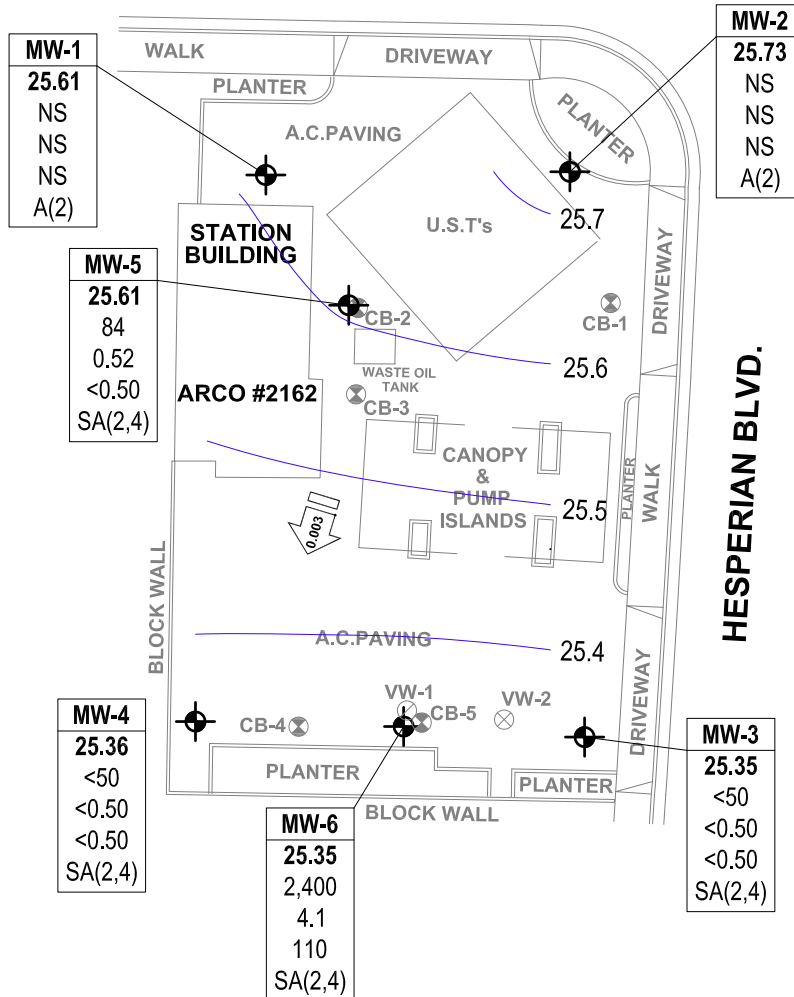 MW-1
25.61
NS
NS
NS
A(2)
WALK
DRIVEWAY
MW-2
25.73
NS
NS
NS
A(2)
PLANTER
PLANTER
A.C.PAVING
U.S.T's
25.7
STATION
BUILDING
DRIVEWAY
MW-5
25.61
84
0.52
<0.50
SA(2,4)
CB-2
CB-1
WASTE OIL
TANK
25.6
ARCO #2162
CB-3
HESPERIAN BLVD.
CANOPY
&
PUMP
ISLANDS
25.5
PLANTER
WALK
0.003
BLOCK WALL
A.C.PAVING
25.4
DRIVEWAY
MW-4
25.36
<50
<0.50
<0.50
SA(2,4)
CB-4
VW-1
CB-5
VW-2
MW-3
25.35
<50
<0.50
<0.50
SA(2,4)
PLANTER
PLANTER
BLOCK WALL
MW-6
25.35
2,400
4.1
110
SA(2,4)